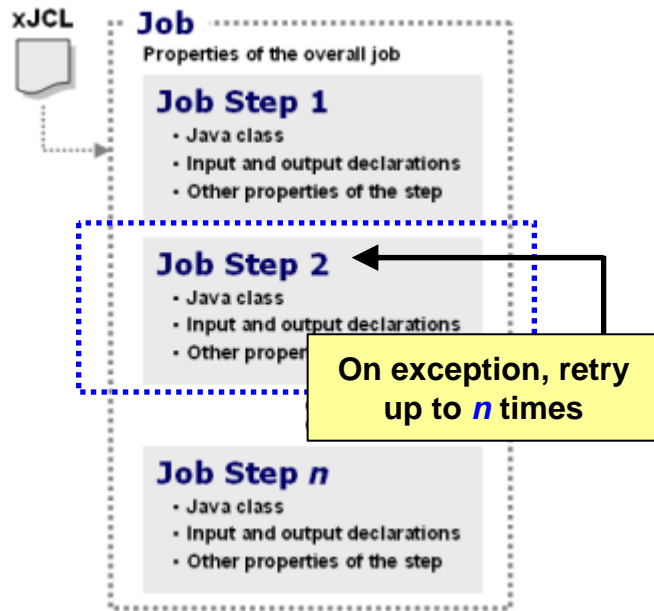 xJCL
Job
Properties of the overall job
Job Step 1
• Java class
• Input and output declarations
• Other properties of the step
Job Step 2
• Java class
• Input and output declarations
• Other
On exception, retry
up to n times
Job Step n
• Java class
• Input and output declarations
• Other properties of the step